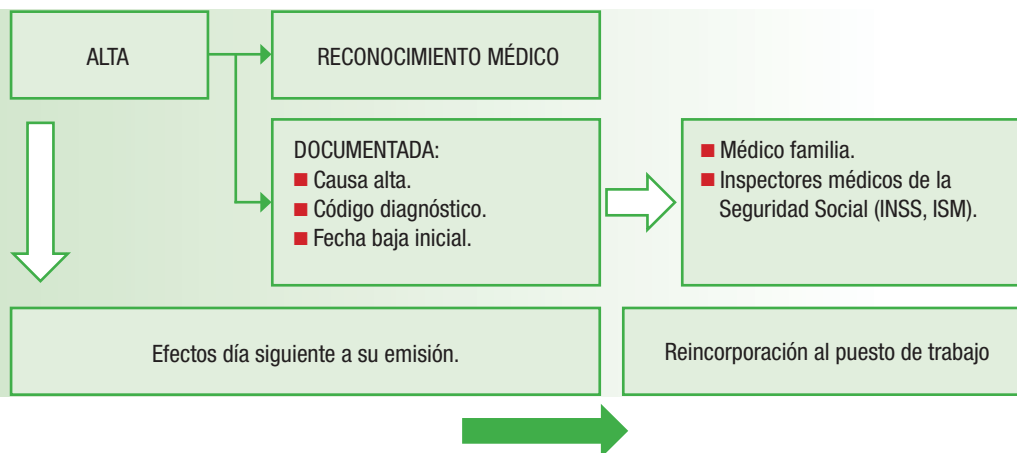 ALTA
RECONOCIMIENTO MÉDICO
DOCUMENTADA:
■ Causa alta.
■ Código diagnóstico.
■ Fecha baja inicial.
■ Médico familia.
■ Inspectores médicos de la
Seguridad Social (INSS, ISM).
Efectos día siguiente a su emisión.
Reincorporación al puesto de trabajo